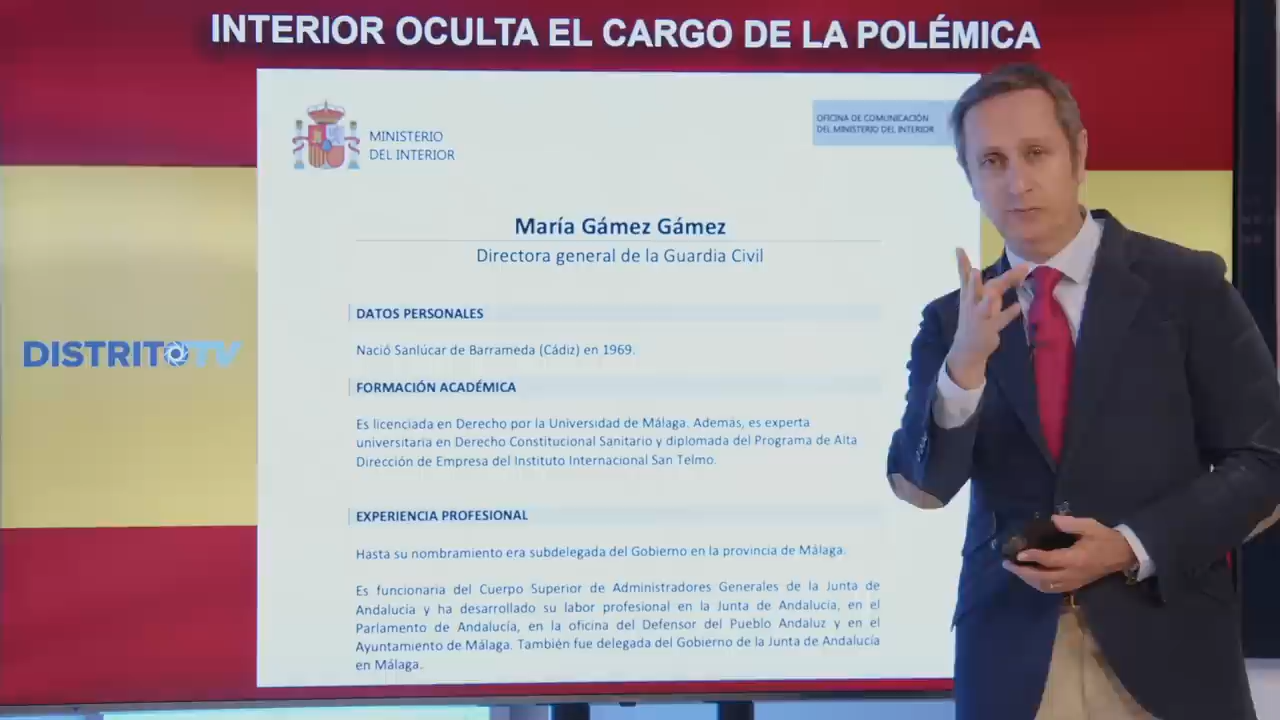 INTERIOR OCULTA EL CARGO DE LA POLÉMICA
MINISTERIO
DEL INTERIOR
OFICINA DE COMUNICACIÓN
DEL MINISTERIO DEL INTERIOR
María Gámez Gámez
Directora general de la Guardia Civil
DATOS PERSONALES
Nació Sanlúcar de Barrameda (Cádiz) en 1969.
FORMACIÓN ACADÉMICA
Es licenciada en Derecho por la Universidad de Málaga. Además, es experta
universitaria en Derecho Constitucional Sanitario y diplomada del Programa de Alta
Dirección de Empresa del Instituto Internacional San Telmo.
EXPERIENCIA PROFESIONAL
Hasta su nombramiento era subdelegada del Gobierno en la provincia de Málaga.
Es funcionaria del Cuerpo Superior de Administradores Generales de la Junta de
Andalucía y ha desarrollado su labor profesional en la Junta de Andalucía, en el
Parlamento de Andalucía, en la oficina del Defensor del Pueblo Andaluz y en el
Ayuntamiento de Málaga. También fue delegada del Gobierno de la Junta de Andalucía
en Málaga.
DISTRITOTV